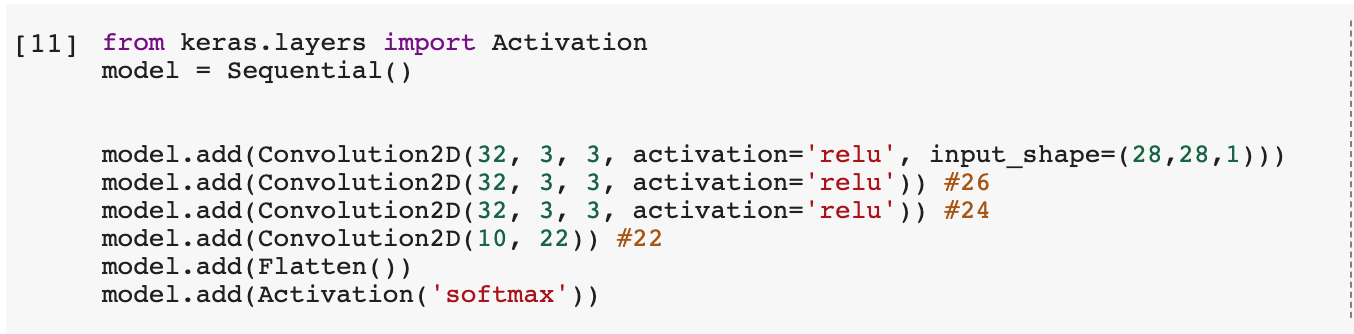 [11] from keras.layers import Activation
model = Sequential()
model.add(Convolution2D(32, 3, 3, activation='relu', input_shape=(28,28,1)))
model.add(Convolution2D(32, 3, 3, activation='relu')) #26
model.add(Convolution2D(32, 3, 3, activation='relu')) #24
model.add(Convolution2D(10, 22)) #22
model.add(Flatten())
model.add(Activation('softmax'))